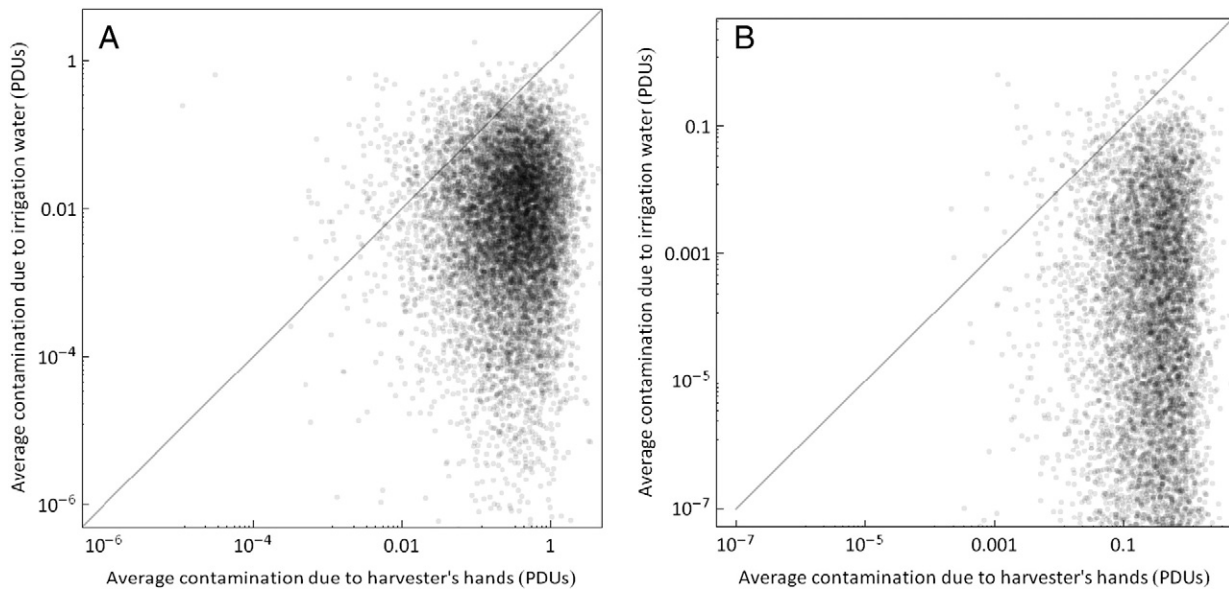 A
Average contamination due to irrigation water (PDUs)
1
0.01
10⁻⁴
10⁻⁶
10⁻⁶ 10⁻⁴ 0.01 1
Average contamination due to harvester's hands (PDUs)
B
Average contamination due to irrigation water (PDUs)
0.1
0.001
10⁻⁵
10⁻⁷
10⁻⁷ 10⁻⁵ 0.001 0.1
Average contamination due to harvester's hands (PDUs)